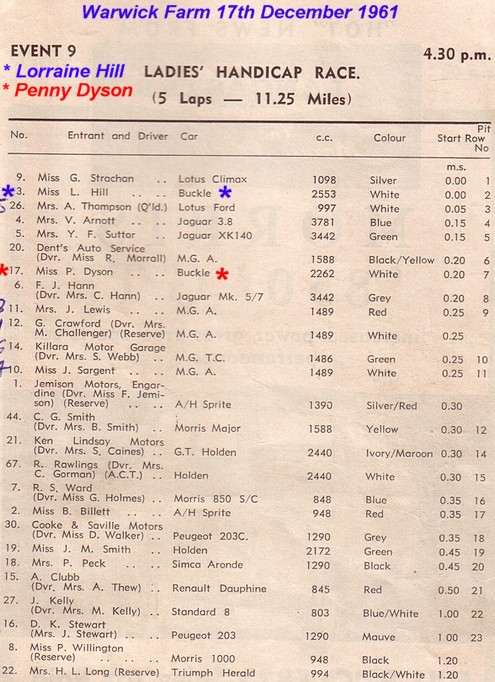 Warwick Farm 17th December 1961
EVENT 9 4.30 p.m.
* Lorraine Hill LADIES' HANDICAP RACE.
* Penny Dyson (5 Laps — 11.25 Miles)
No. Entrant and Driver Car c.c. Colour Start Pit Row No
m.s.
9. Miss G. Strachan .. Lotus Climax 1098 Silver 0.00 1
* 3. Miss L. Hill .. Buckle * 2553 White 0.00 2
26. Mrs. A. Thompson (Q'ld.) Lotus Ford 997 White 0.05 3
4. Mrs. V. Arnott .. Jaguar 3.8 3781 Blue 0.15 4
5. Mrs. Y. F. Suttor .. Jaguar XK140 3442 Green 0.15 5
20. Dent's Auto Service
(Dvr. Miss R. Morrall) M.G. A. 1588 Black/Yellow 0.20 6
* 17. Miss P. Dyson .. Buckle * 2262 White 0.20 7
6. F. J. Hann
(Dvr. Mrs. C. Hann) .. Jaguar Mk. 5/7 3442 Grey 0.20 8
11. Mrs. J. Lewis .. M.G. A. 1489 Red 0.25 9
12. G. Crawford (Dvr. Mrs.
M. Challenger) (Reserve) M.G. A. 1489 White 0.25
14. Killara Motor Garage
(Dvr. Mrs. S. Webb) .. M.G. T.C. 1486 Green 0.25 10
10. Miss J. Sargent .. M.G. A. 1489 White 0.25 11
1. Jemison Motors, Engar-
dine (Dvr. Miss F. Jemi-
son) (Reserve) .. A/H Sprite 1390 Silver/Red 0.30
44. C. G. Smith
(Dvr. Mrs. B. Smith) .. Morris Major 1588 Yellow 0.30 12
21. Ken Lindsay Motors
(Dvr. Mrs. S, Caines) .. G.T. Holden 2440 Ivory/Maroon 0.30 14
67. R. Rawlings (Dvr. Mrs.
C. Gorman) (A.C.T.) .. Holden 2440 White 0.30 15
7. R. S. Ward
(Dvr. Miss G. Holmes) .. Morris 850 S/C 848 Blue 0.35 16
2. Miss B. Billett .. A/H Sprite 948 Red 0.35 17
30. Cooke & Saville Motors
(Dvr. Miss D. Walker) .. Peugeot 203C. 1290 Grey 0.35 18
19. Miss J. M. Smith .. Holden 2172 Green 0.45 19
18. Mrs. P. Peck .. Simca Aronde 1290 Black 0.45 20
15. A. Clubb
(Dvr. Mrs. A. Thew) .. Renault Dauphine 845 Red 0.50 21
27. J. Kelly
(Dvr. Mrs. M. Kelly) .. Standard 8 803 Blue/White 1.00 22
16. D. K. Stewart
(Mrs. J. Stewart) .. Peugeot 203 1290 Mauve 1.00 23
8. Miss P. Willington
(Reserve) .. Morris 1000 948 Black 1.20
22. Mrs. H. L. Long (Reserve) Triumph Herald 994 Black/White 1.20